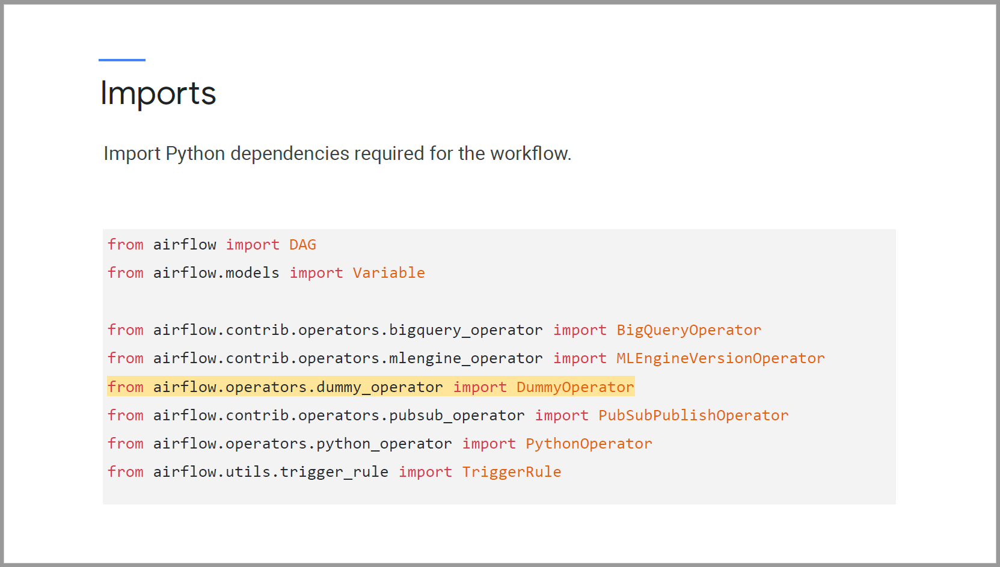 Imports
Import Python dependencies required for the workflow.
from airflow import DAG
from airflow.models import Variable
from airflow.contrib.operators.bigquery_operator import BigQueryOperator
from airflow.contrib.operators.mlengine_operator import MLEngineVersionOperator
from airflow.operators.dummy_operator import DummyOperator
from airflow.contrib.operators.pubsub_operator import PubSubPublishOperator
from airflow.operators.python_operator import PythonOperator
from airflow.utils.trigger_rule import TriggerRule